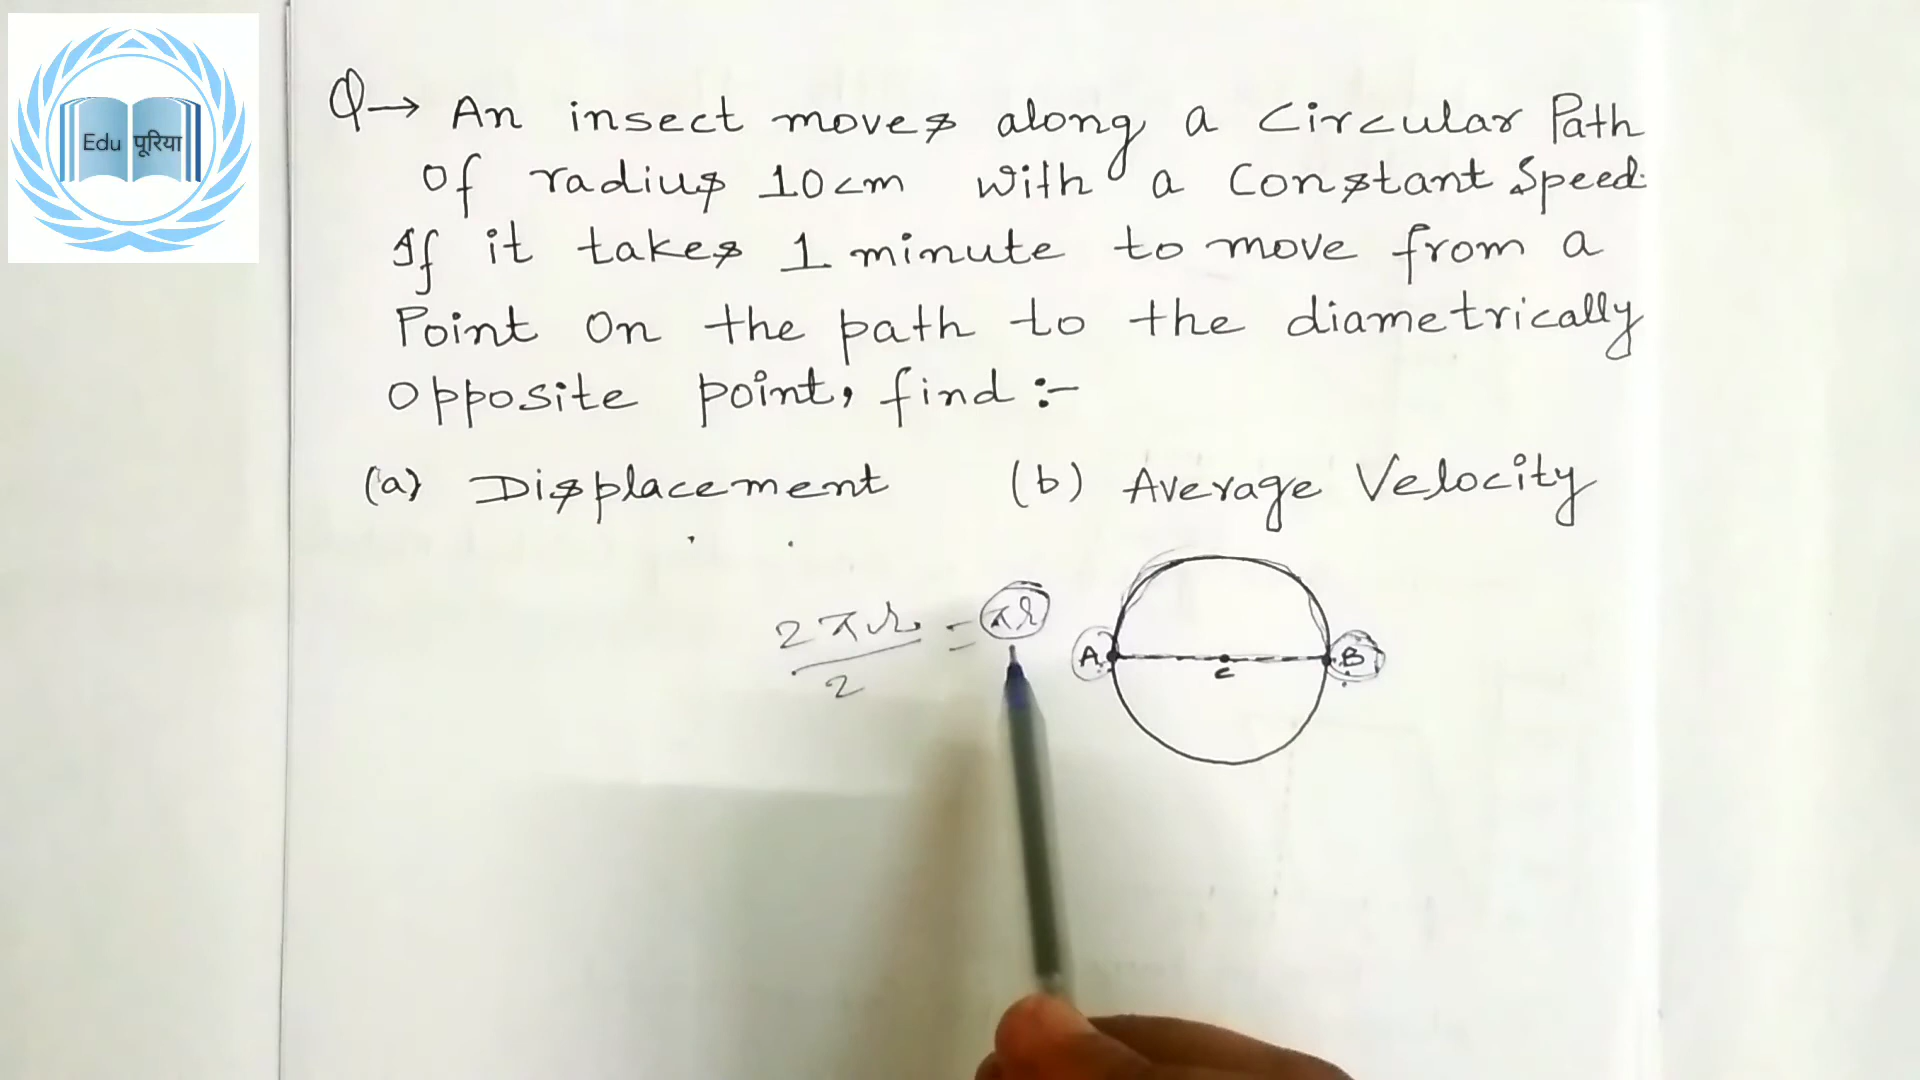 Edu पूरिया
Q→ An insect moves along a Circular Path
Of radius 10cm with a Constant Speed.
If it takes 1 minute to move from a
Point On the path to the diametrically
Opposite point, find :-
(a) Displacement (b) Average Velocity
2πr/2 = πr
A C B